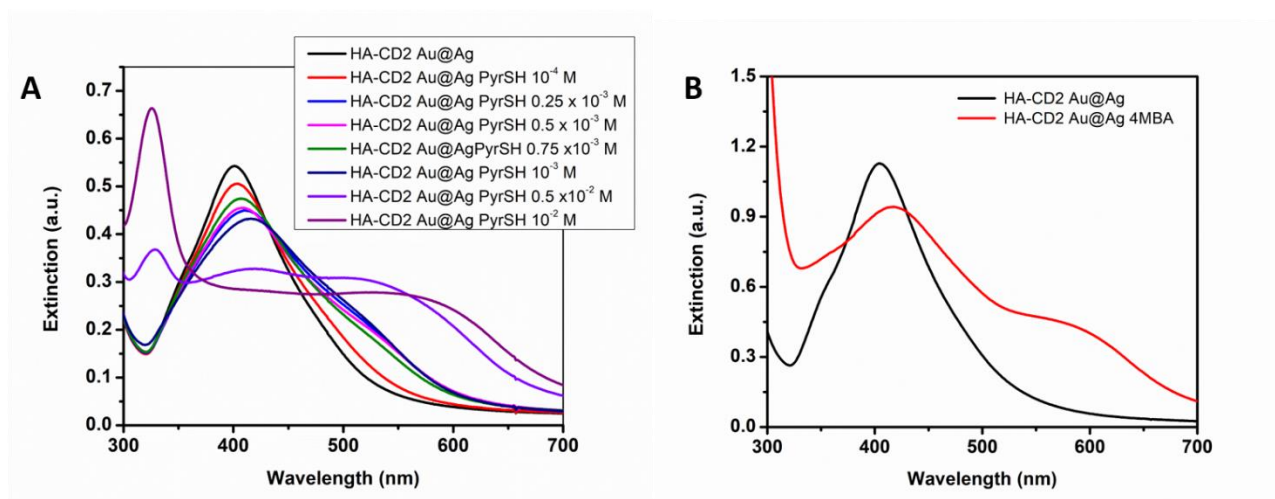 A
HA-CD2 Au@Ag
HA-CD2 Au@Ag PyrSH 10⁻⁴ M
HA-CD2 Au@Ag PyrSH 0.25 x 10⁻³ M
HA-CD2 Au@Ag PyrSH 0.5 x 10⁻³ M
HA-CD2 Au@AgPyrSH 0.75 x10⁻³ M
HA-CD2 Au@Ag PyrSH 10⁻³ M
HA-CD2 Au@Ag PyrSH 0.5 x10⁻² M
HA-CD2 Au@Ag PyrSH 10⁻² M
Extinction (a.u.)
0.7
0.6
0.5
0.4
0.3
0.2
0.1
0.0
300 400 500 600 700
Wavelength (nm)
B
HA-CD2 Au@Ag
HA-CD2 Au@Ag 4MBA
Extinction (a.u.)
1.5
1.2
0.9
0.6
0.3
0.0
300 400 500 600 700
Wavelength (nm)